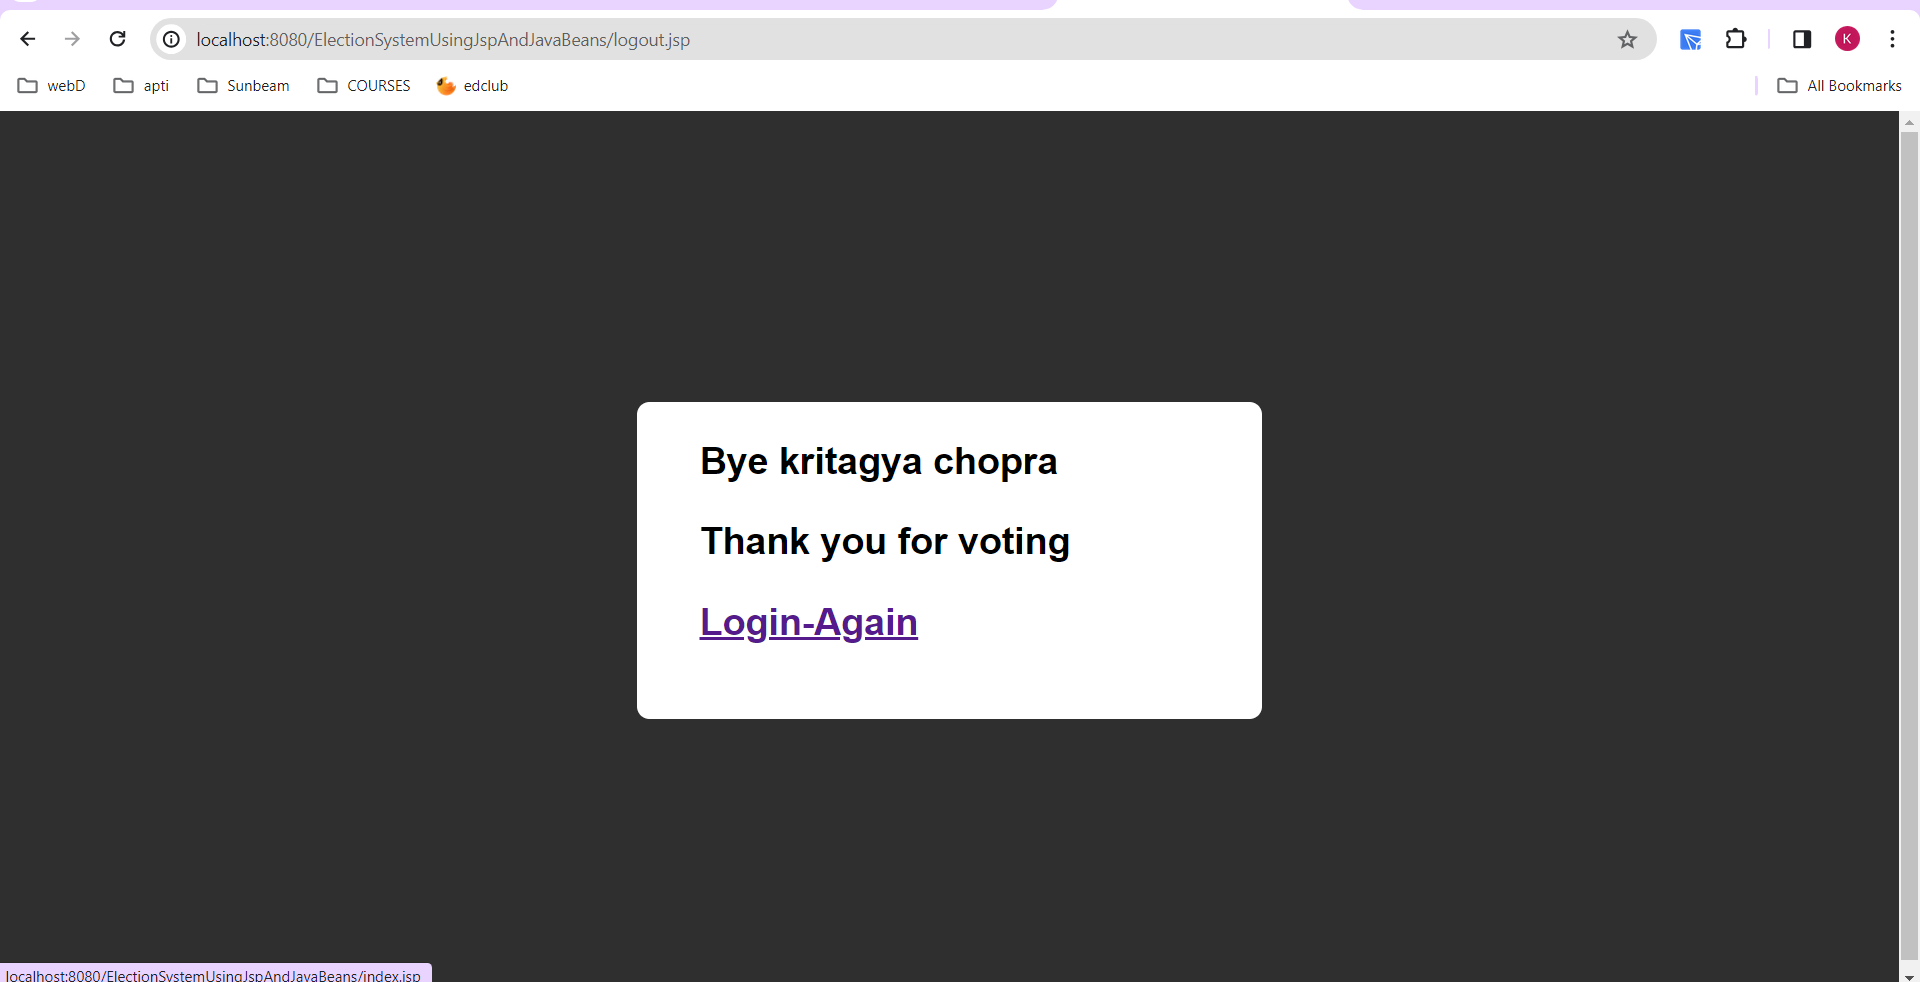 localhost:8080/ElectionSystemUsingJspAndJavaBeans/logout.jsp
K
webD apti Sunbeam COURSES edclub All Bookmarks
Bye kritagya chopra
Thank you for voting
Login-Again
localhost:8080/ElectionSystemUsingJspAndJavaBeans/index.jsp